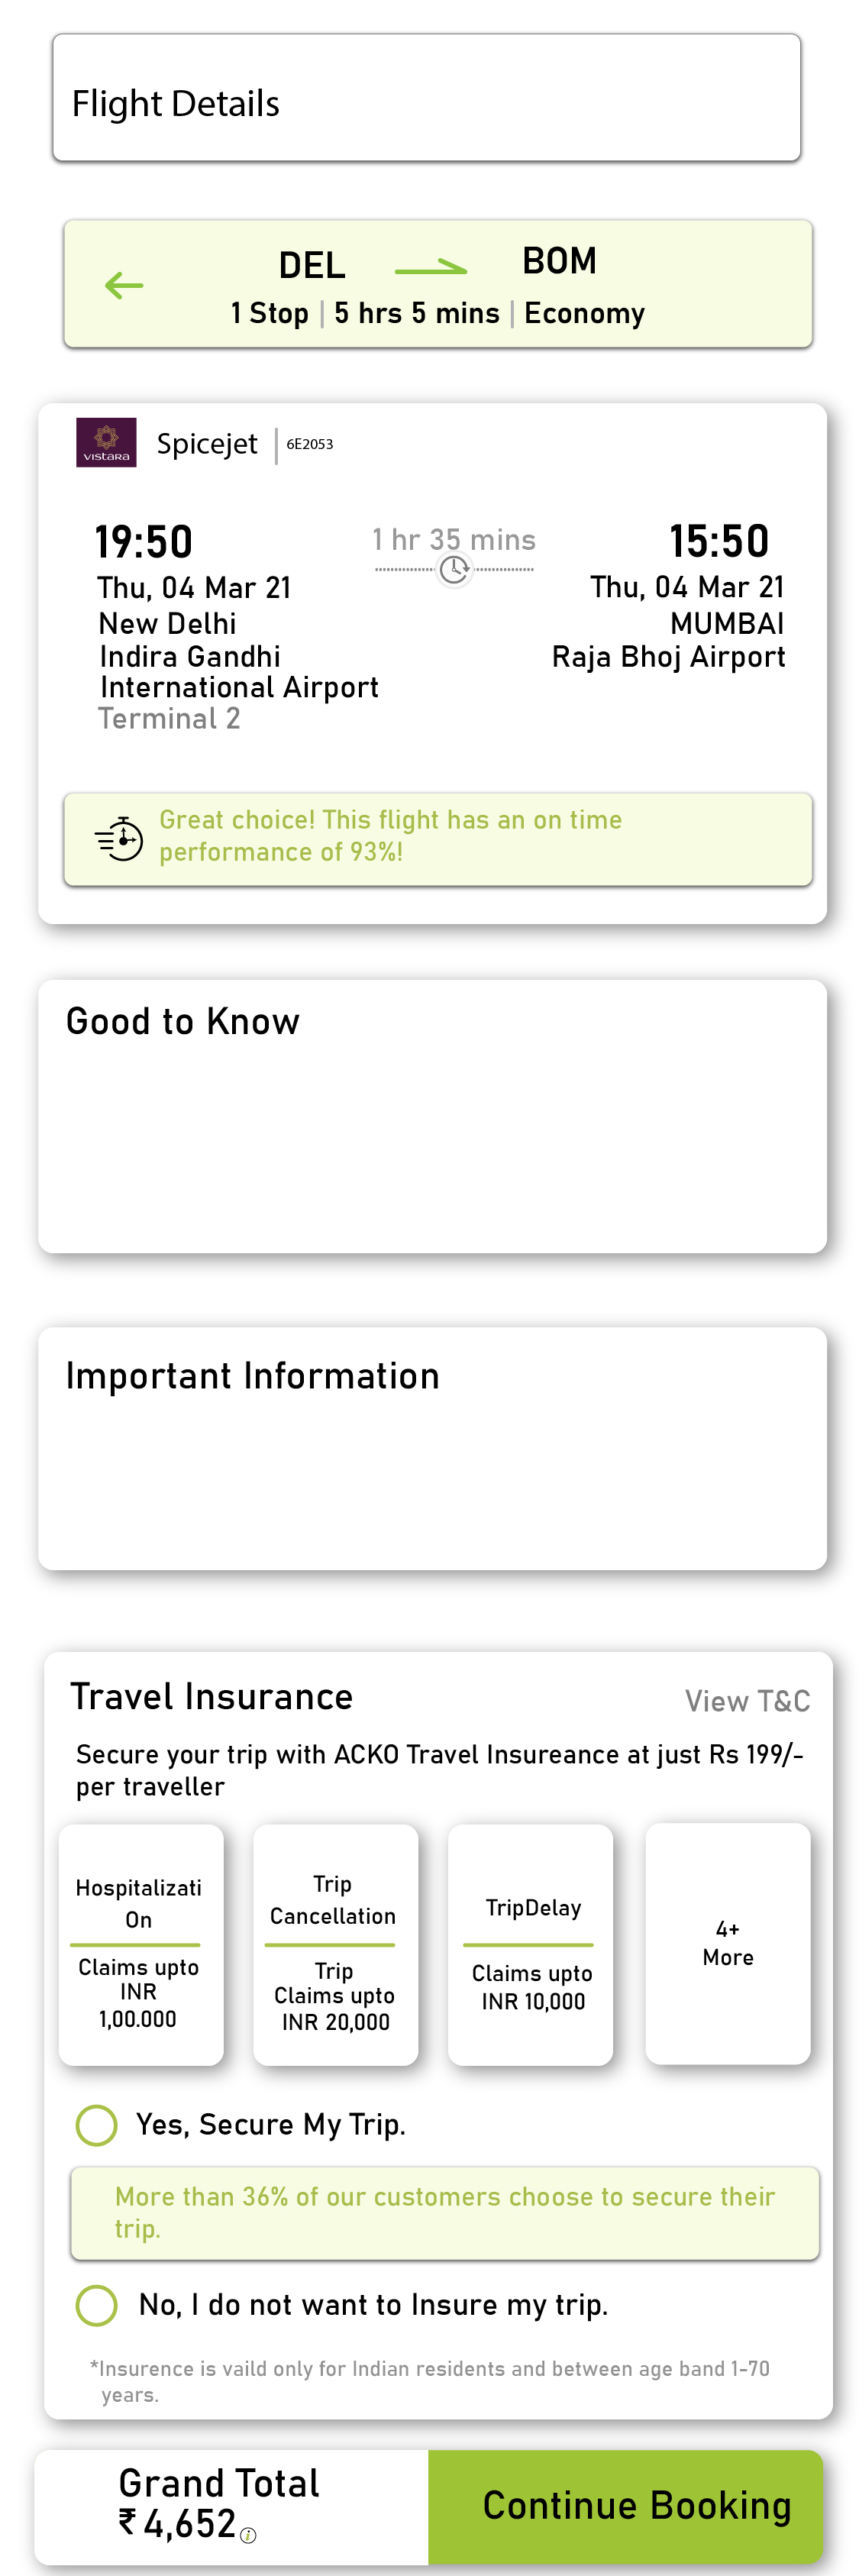 Flight Details
DEL BOM
1 Stop | 5 hrs 5 mins | Economy
vistara
Spicejet | 6E2053
19:50 1 hr 35 mins 15:50
Thu, 04 Mar 21 Thu, 04 Mar 21
New Delhi MUMBAI
Indira Gandhi Raja Bhoj Airport
International Airport
Terminal 2
Great choice! This flight has an on time
performance of 93%!
Good to Know
Important Information
Travel Insurance View T&C
Secure your trip with ACKO Travel Insureance at just Rs 199/-
per traveller
Hospitalizati
On
Claims upto
INR
1,00.000
Trip
Cancellation
Trip
Claims upto
INR 20,000
TripDelay
Claims upto
INR 10,000
4+
More
Yes, Secure My Trip.
More than 36% of our customers choose to secure their
trip.
No, I do not want to Insure my trip.
*Insurence is vaild only for Indian residents and between age band 1-70
years.
Grand Total
₹ 4,652 i
Continue Booking